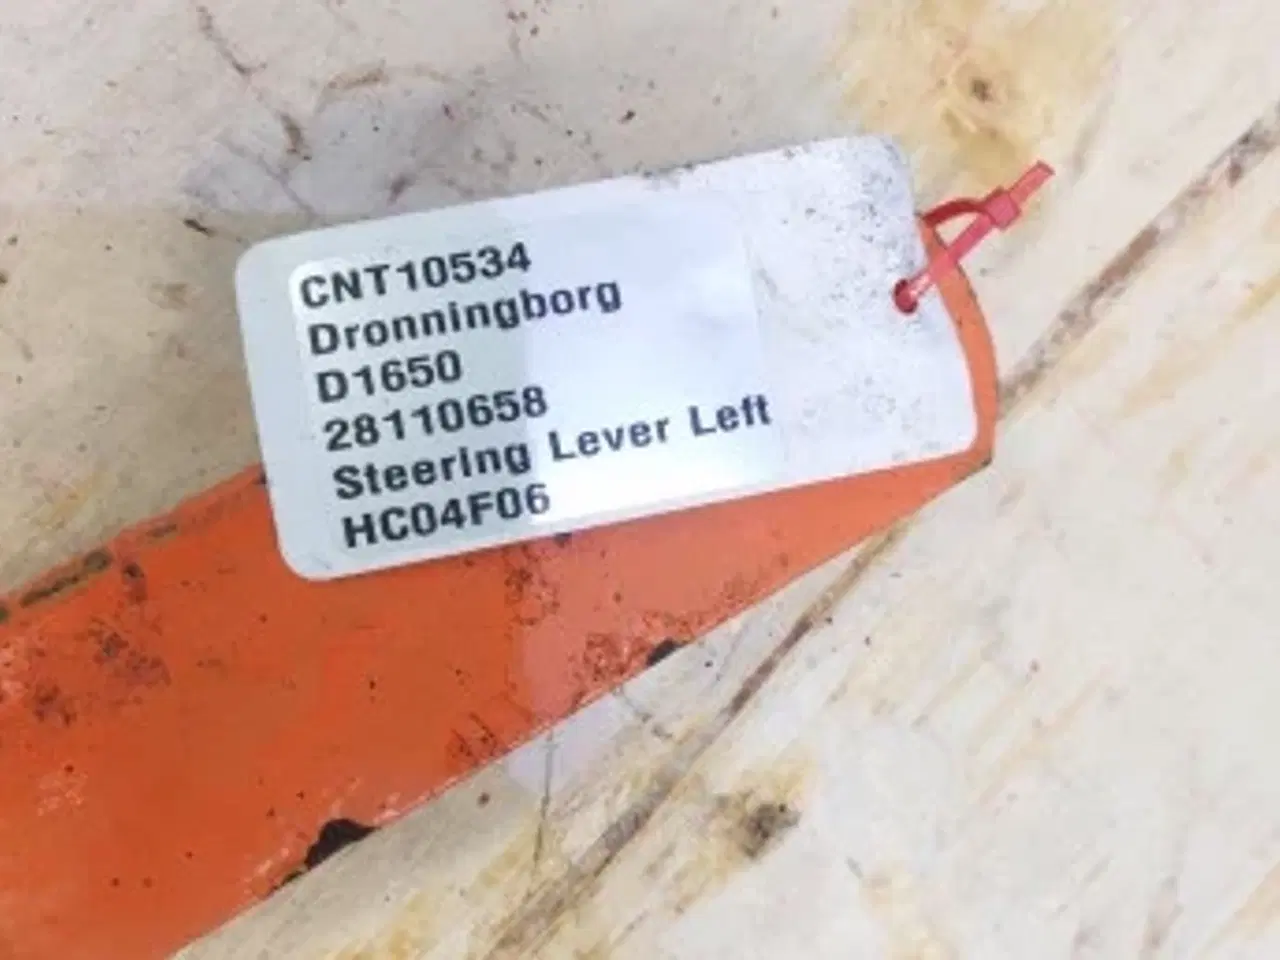 CNT10534
Dronningborg
D1650
28110658
Steering Lever Left
HC04F06